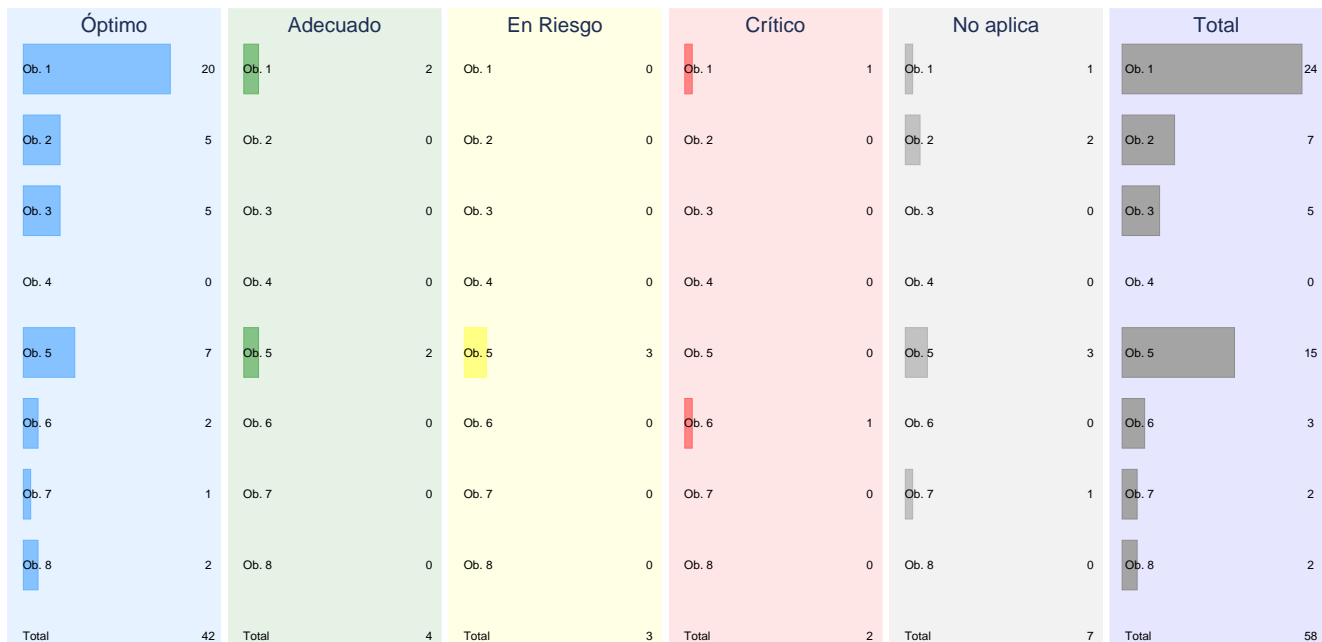 Óptimo Adecuado En Riesgo Crítico No aplica Total
Ob. 1 20 Ob. 1 2 Ob. 1 0 Ob. 1 1 Ob. 1 1 Ob. 1 24
Ob. 2 5 Ob. 2 0 Ob. 2 0 Ob. 2 0 Ob. 2 2 Ob. 2 7
Ob. 3 5 Ob. 3 0 Ob. 3 0 Ob. 3 0 Ob. 3 0 Ob. 3 5
Ob. 4 0 Ob. 4 0 Ob. 4 0 Ob. 4 0 Ob. 4 0 Ob. 4 0
Ob. 5 7 Ob. 5 2 Ob. 5 3 Ob. 5 0 Ob. 5 3 Ob. 5 15
Ob. 6 2 Ob. 6 0 Ob. 6 0 Ob. 6 1 Ob. 6 0 Ob. 6 3
Ob. 7 1 Ob. 7 0 Ob. 7 0 Ob. 7 0 Ob. 7 1 Ob. 7 2
Ob. 8 2 Ob. 8 0 Ob. 8 0 Ob. 8 0 Ob. 8 0 Ob. 8 2
Total 42 Total 4 Total 3 Total 2 Total 7 Total 58